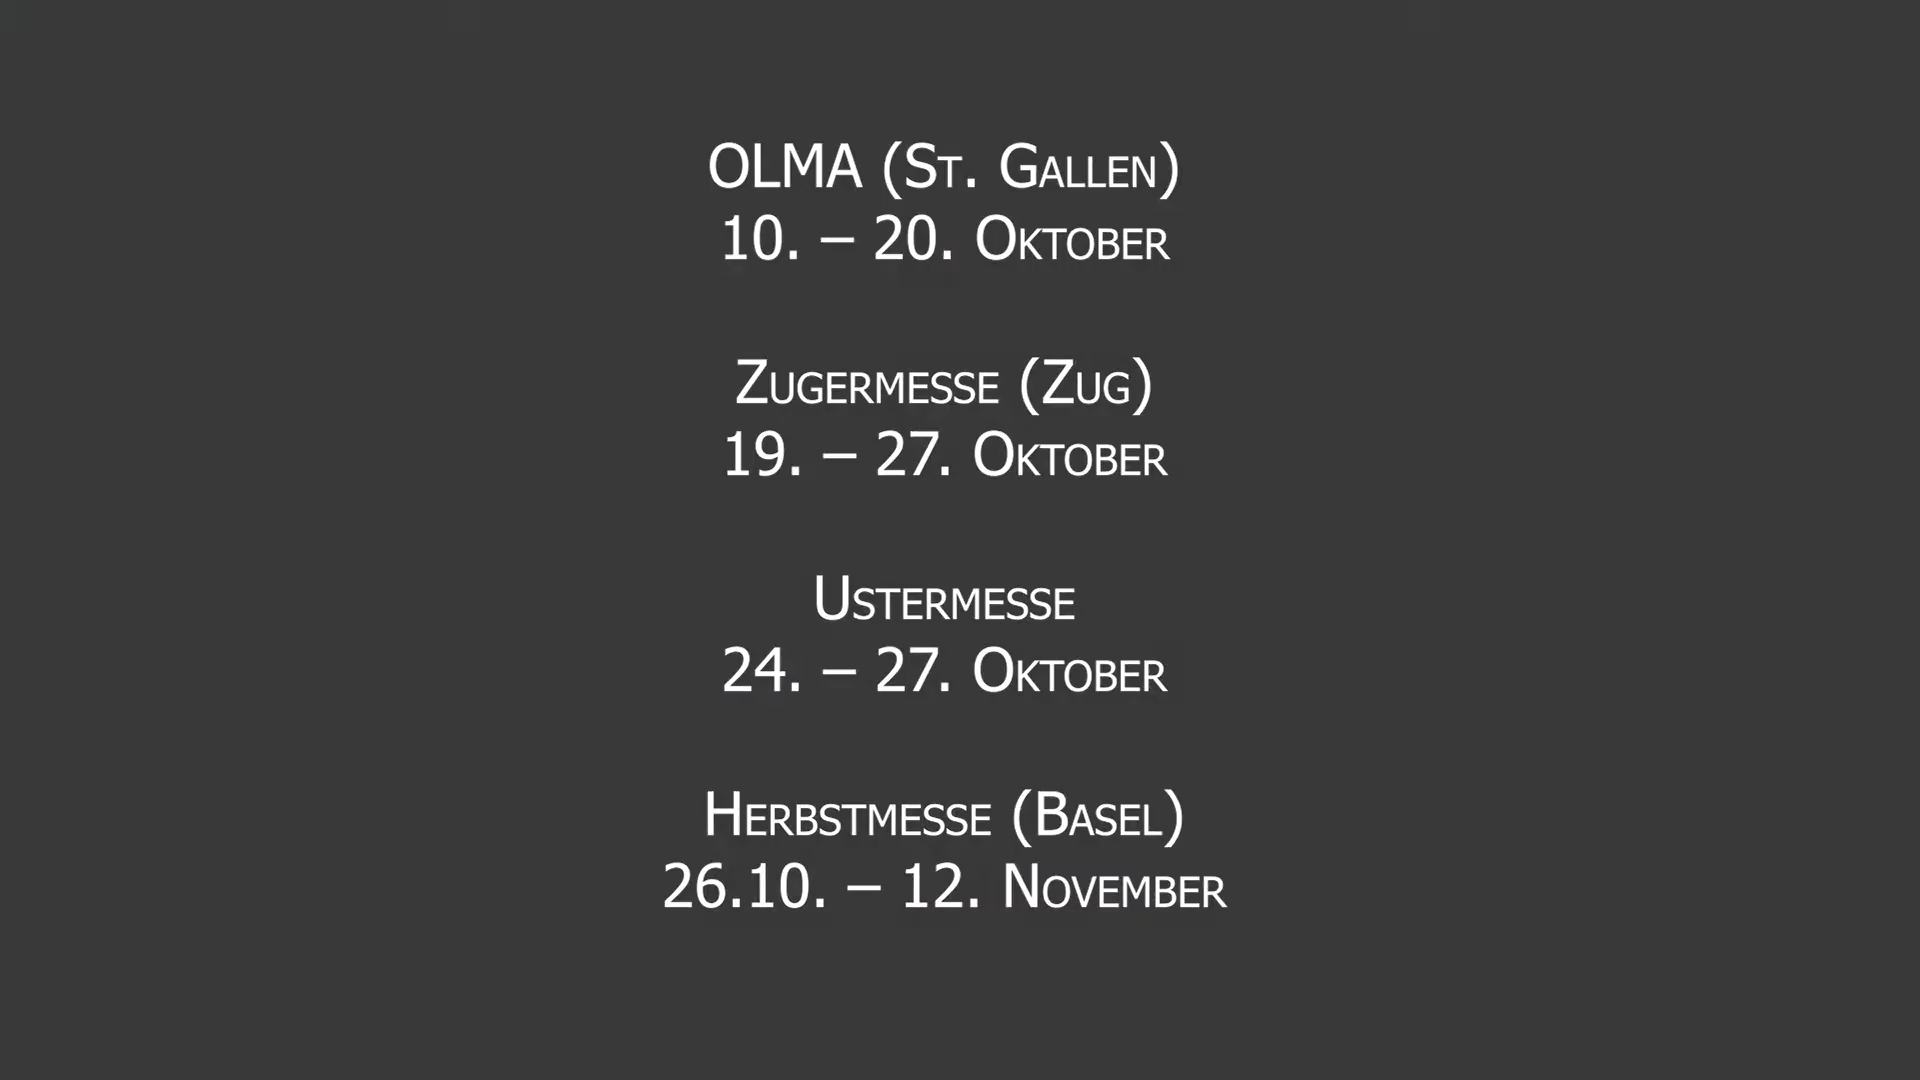 OLMA (St. Gallen)
10. – 20. Oktober
Zugermesse (Zug)
19. – 27. Oktober
Ustermesse
24. – 27. Oktober
Herbstmesse (Basel)
26.10. – 12. November